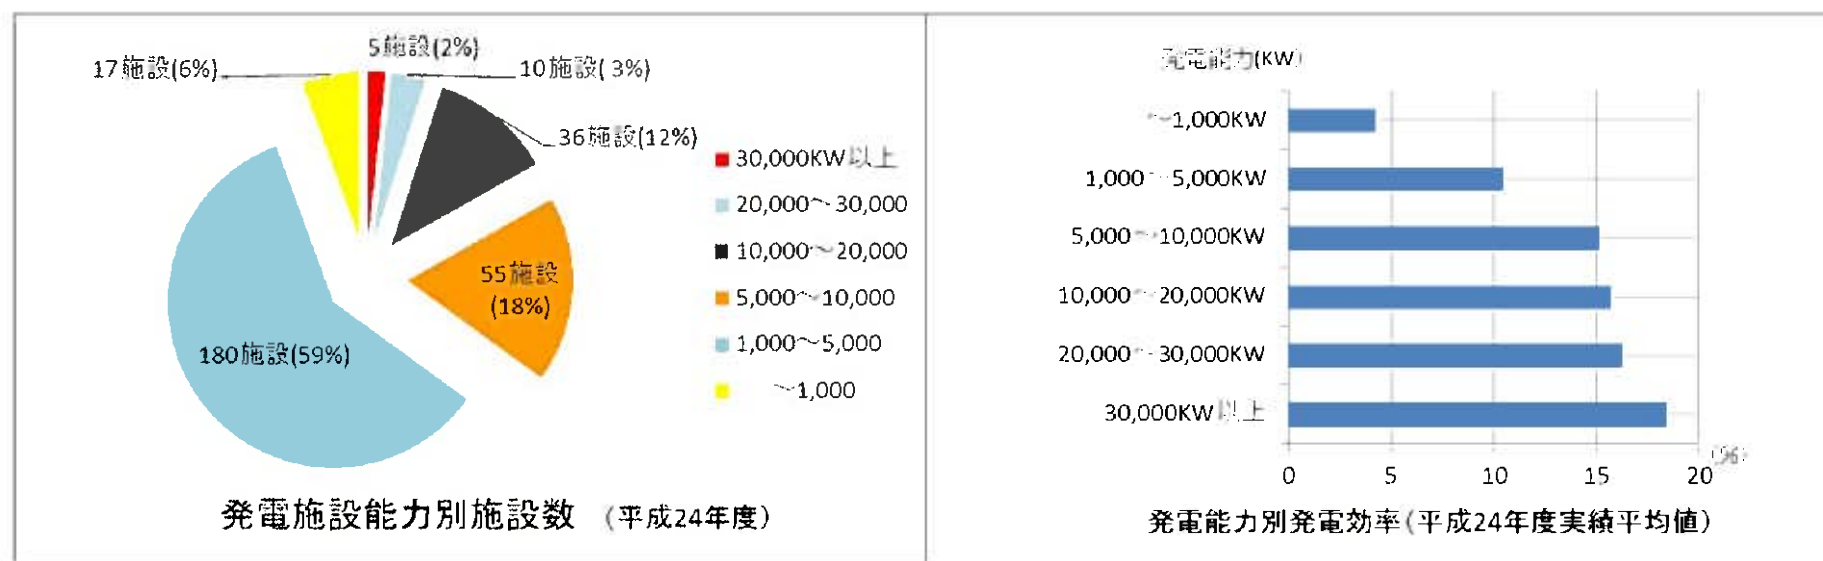 5施設(2%)
17施設(6%)
10施設(3%)
36施設(12%)
55施設
(18%)
180施設(59%)
30,000KW以上
20,000～30,000
10,000～20,000
5,000～10,000
1,000～5,000
～1,000
発電施設能力別施設数 (平成24年度)
発電能力(KW)
～1,000KW
1,000～5,000KW
5,000～10,000KW
10,000～20,000KW
20,000～30,000KW
30,000KW以上
0 5 10 15 20 (%)
発電能力別発電効率(平成24年度実績平均値)